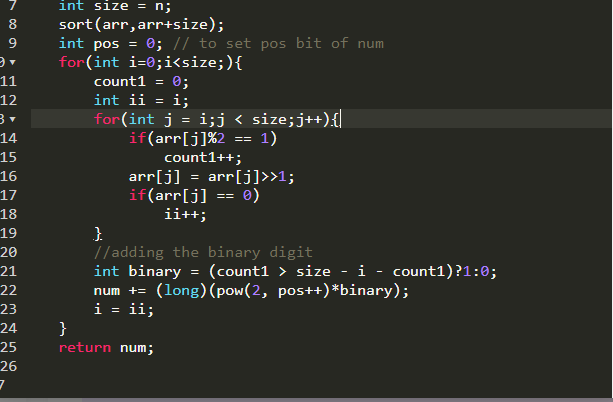 7 int size = n;
8 sort(arr,arr+size);
9 int pos = 0; // to set pos bit of num
for(int i=0;i<size;){
11 count1 = 0;
12 int ii = i;
for(int j = i;j < size;j++){
14 if(arr[j]%2 == 1)
15 count1++;
16 arr[j] = arr[j]>>1;
17 if(arr[j] == 0)
18 ii++;
19 }
20 //adding the binary digit
21 int binary = (count1 > size - i - count1)?1:0;
22 num += (long)(pow(2, pos++)*binary);
23 i = ii;
24 }
25 return num;
26